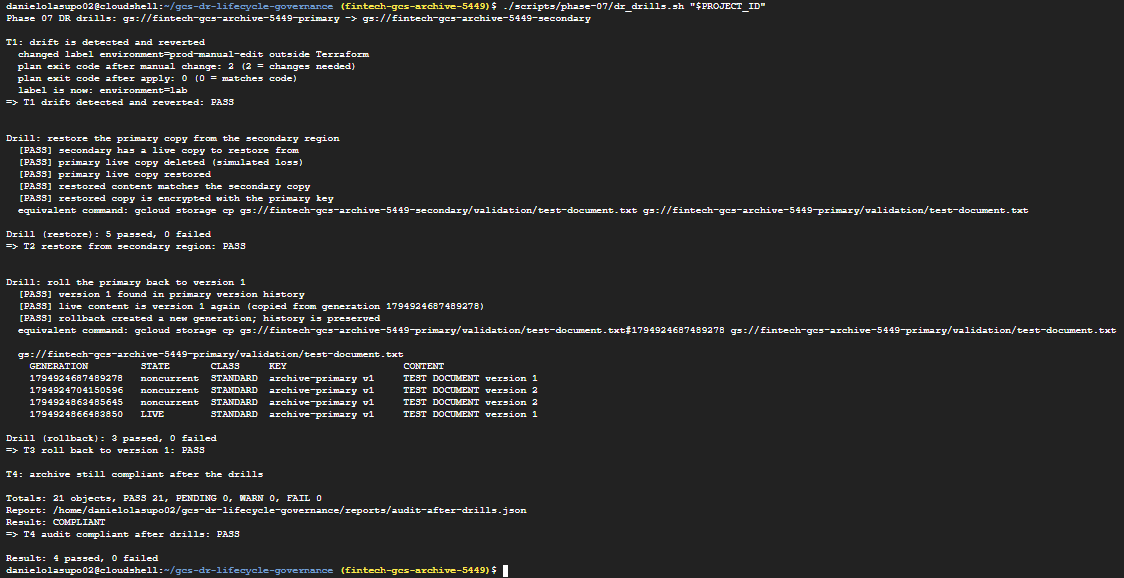 danielolasupo02@cloudshell:~/gcs-dr-lifecycle-governance (fintech-gcs-archive-5449)$ ./scripts/phase-07/dr_drills.sh "$PROJECT_ID"
Phase 07 DR drills: gs://fintech-gcs-archive-5449-primary -> gs://fintech-gcs-archive-5449-secondary
T1: drift is detected and reverted
changed label environment=prod-manual-edit outside Terraform
plan exit code after manual change: 2 (2 = changes needed)
plan exit code after apply: 0 (0 = matches code)
label is now: environment=lab
=> T1 drift detected and reverted: PASS
Drill: restore the primary copy from the secondary region
[PASS] secondary has a live copy to restore from
[PASS] primary live copy deleted (simulated loss)
[PASS] primary live copy restored
[PASS] restored content matches the secondary copy
[PASS] restored copy is encrypted with the primary key
equivalent command: gcloud storage cp gs://fintech-gcs-archive-5449-secondary/validation/test-document.txt gs://fintech-gcs-archive-5449-primary/validation/test-document.txt
Drill (restore): 5 passed, 0 failed
=> T2 restore from secondary region: PASS
Drill: roll the primary back to version 1
[PASS] version 1 found in primary version history
[PASS] live content is version 1 again (copied from generation 1794924687489278)
[PASS] rollback created a new generation; history is preserved
equivalent command: gcloud storage cp gs://fintech-gcs-archive-5449-primary/validation/test-document.txt#1794924687489278 gs://fintech-gcs-archive-5449-primary/validation/test-document.txt
gs://fintech-gcs-archive-5449-primary/validation/test-document.txt
GENERATION STATE CLASS KEY CONTENT
1794924687489278 noncurrent STANDARD archive-primary v1 TEST DOCUMENT version 1
1794924704150596 noncurrent STANDARD archive-primary v1 TEST DOCUMENT version 2
1794924863485645 noncurrent STANDARD archive-primary v1 TEST DOCUMENT version 2
1794924866483850 LIVE STANDARD archive-primary v1 TEST DOCUMENT version 1
Drill (rollback): 3 passed, 0 failed
=> T3 roll back to version 1: PASS
T4: archive still compliant after the drills
Totals: 21 objects, PASS 21, PENDING 0, WARN 0, FAIL 0
Report: /home/danielolasupo02/gcs-dr-lifecycle-governance/reports/audit-after-drills.json
Result: COMPLIANT
=> T4 audit compliant after drills: PASS
Result: 4 passed, 0 failed
danielolasupo02@cloudshell:~/gcs-dr-lifecycle-governance (fintech-gcs-archive-5449)$